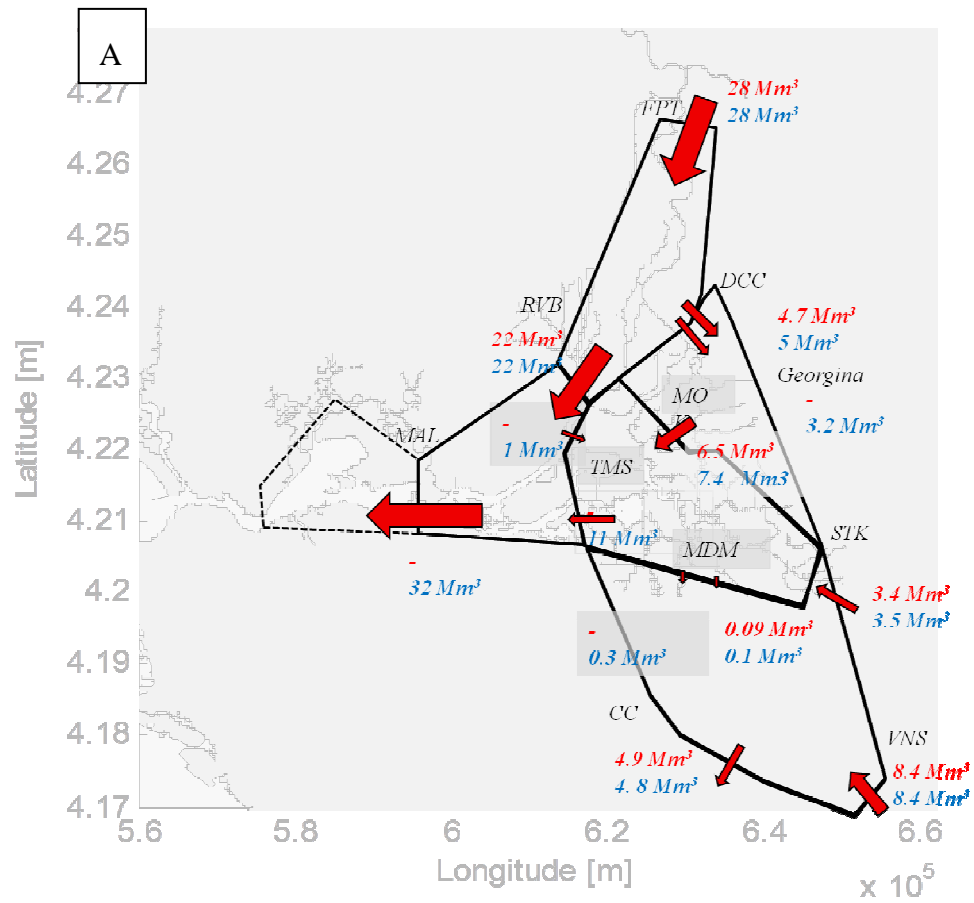 A
4.27
28 Mm³
28 Mm³
FPT
4.26
4.25
4.24
DCC
RVB
4.7 Mm³
5 Mm³
22 Mm³
22 Mm³
4.23
Georgina
-
3.2 Mm³
MO
MAL
-
1 Mm³
4.22
6.5 Mm³
7.4 Mm3
TMS
4.21
-
11 Mm³
STK
MDM
-
32 Mm³
4.2
3.4 Mm³
3.5 Mm³
-
0.3 Mm³
0.09 Mm³
0.1 Mm³
4.19
CC
4.18
VNS
4.9 Mm³
4. 8 Mm³
8.4 Mm³
8.4 Mm³
4.17
5.6
5.8
6
6.2
6.4
6.6
Latitude [m]
Longitude [m]
x 10⁵